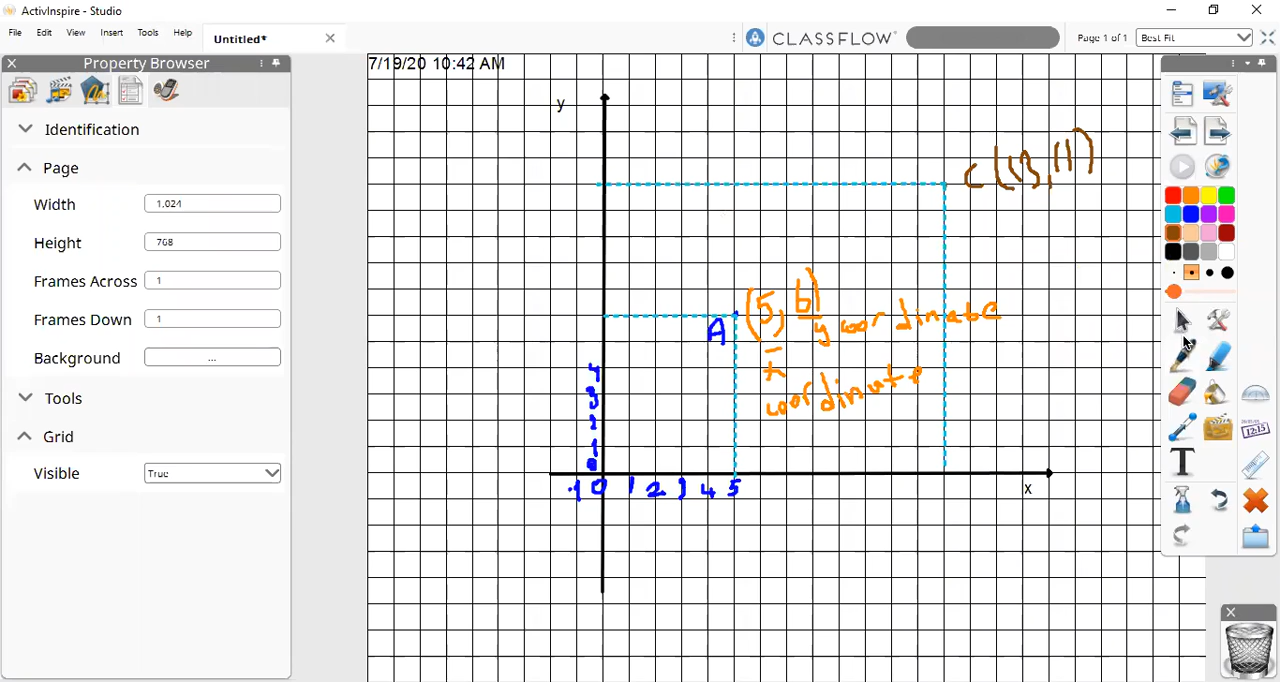 ActivInspire - Studio
File Edit View Insert Tools Help
Untitled*
CLASSFLOW
Page 1 of 1
Best Fit
Property Browser
Identification
Page
Width 1,024
Height 768
Frames Across 1
Frames Down 1
Background ...
Tools
Grid
Visible True
7/19/20 10:42 AM
y
C (13,11)
A (5, 6)
y coordinate
x
coordinate
4
3
2
1
0
-1 0 1 2 3 4 5
x
T
12:15